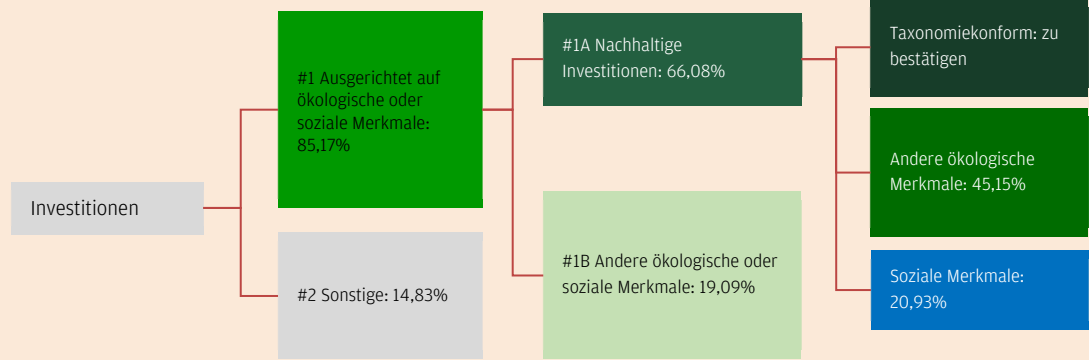 Investitionen
#1 Ausgerichtet auf
ökologische oder
soziale Merkmale:
85,17%
#2 Sonstige: 14,83%
#1A Nachhaltige
Investitionen: 66,08%
#1B Andere ökologische oder
soziale Merkmale: 19,09%
Taxonomiekonform: zu
bestätigen
Andere ökologische
Merkmale: 45,15%
Soziale Merkmale:
20,93%